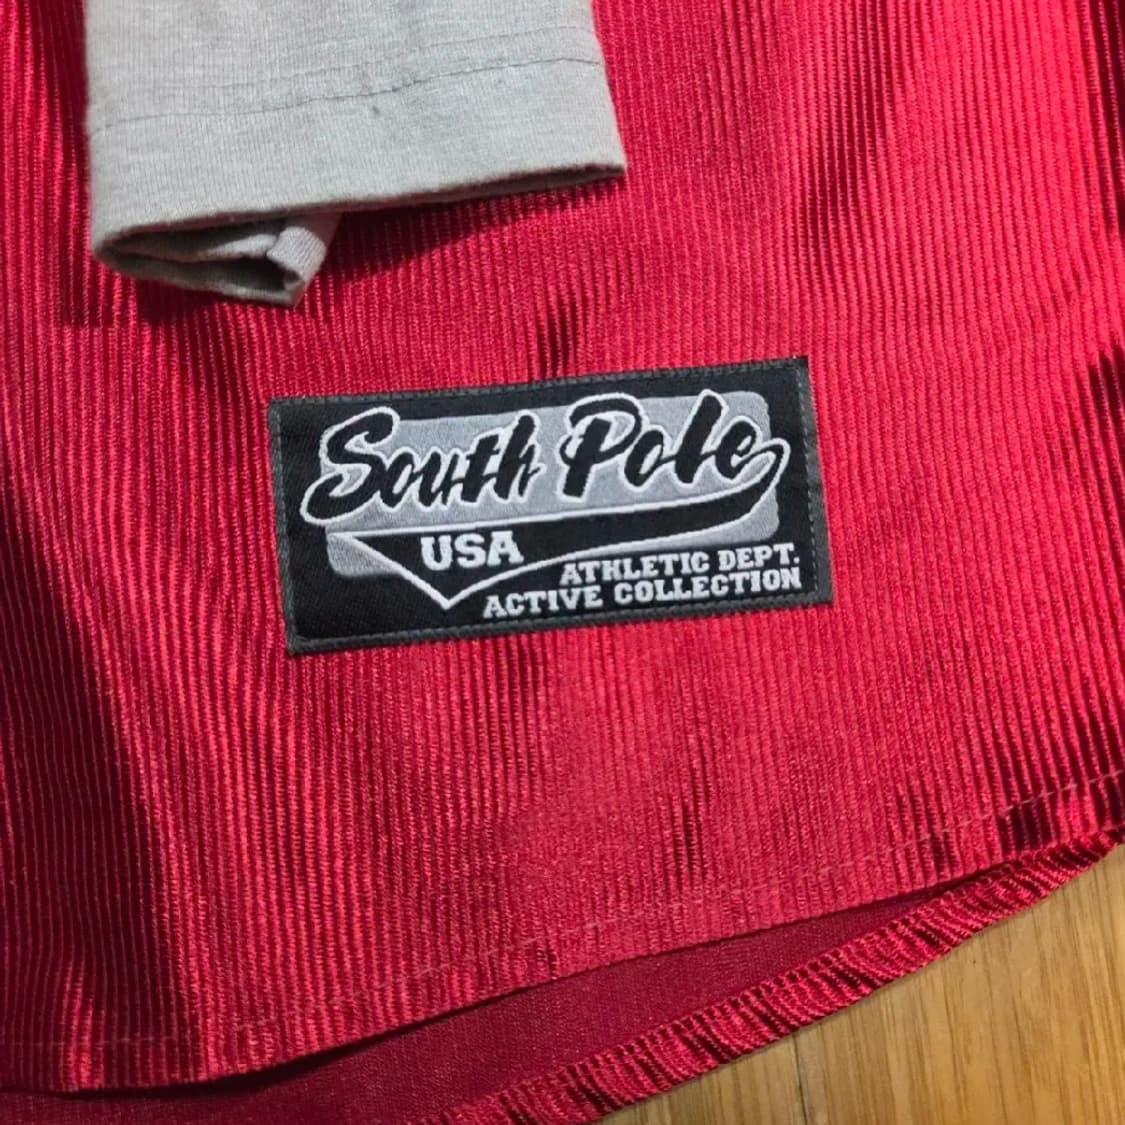 South Pole
USA
ATHLETIC DEPT.
ACTIVE COLLECTION